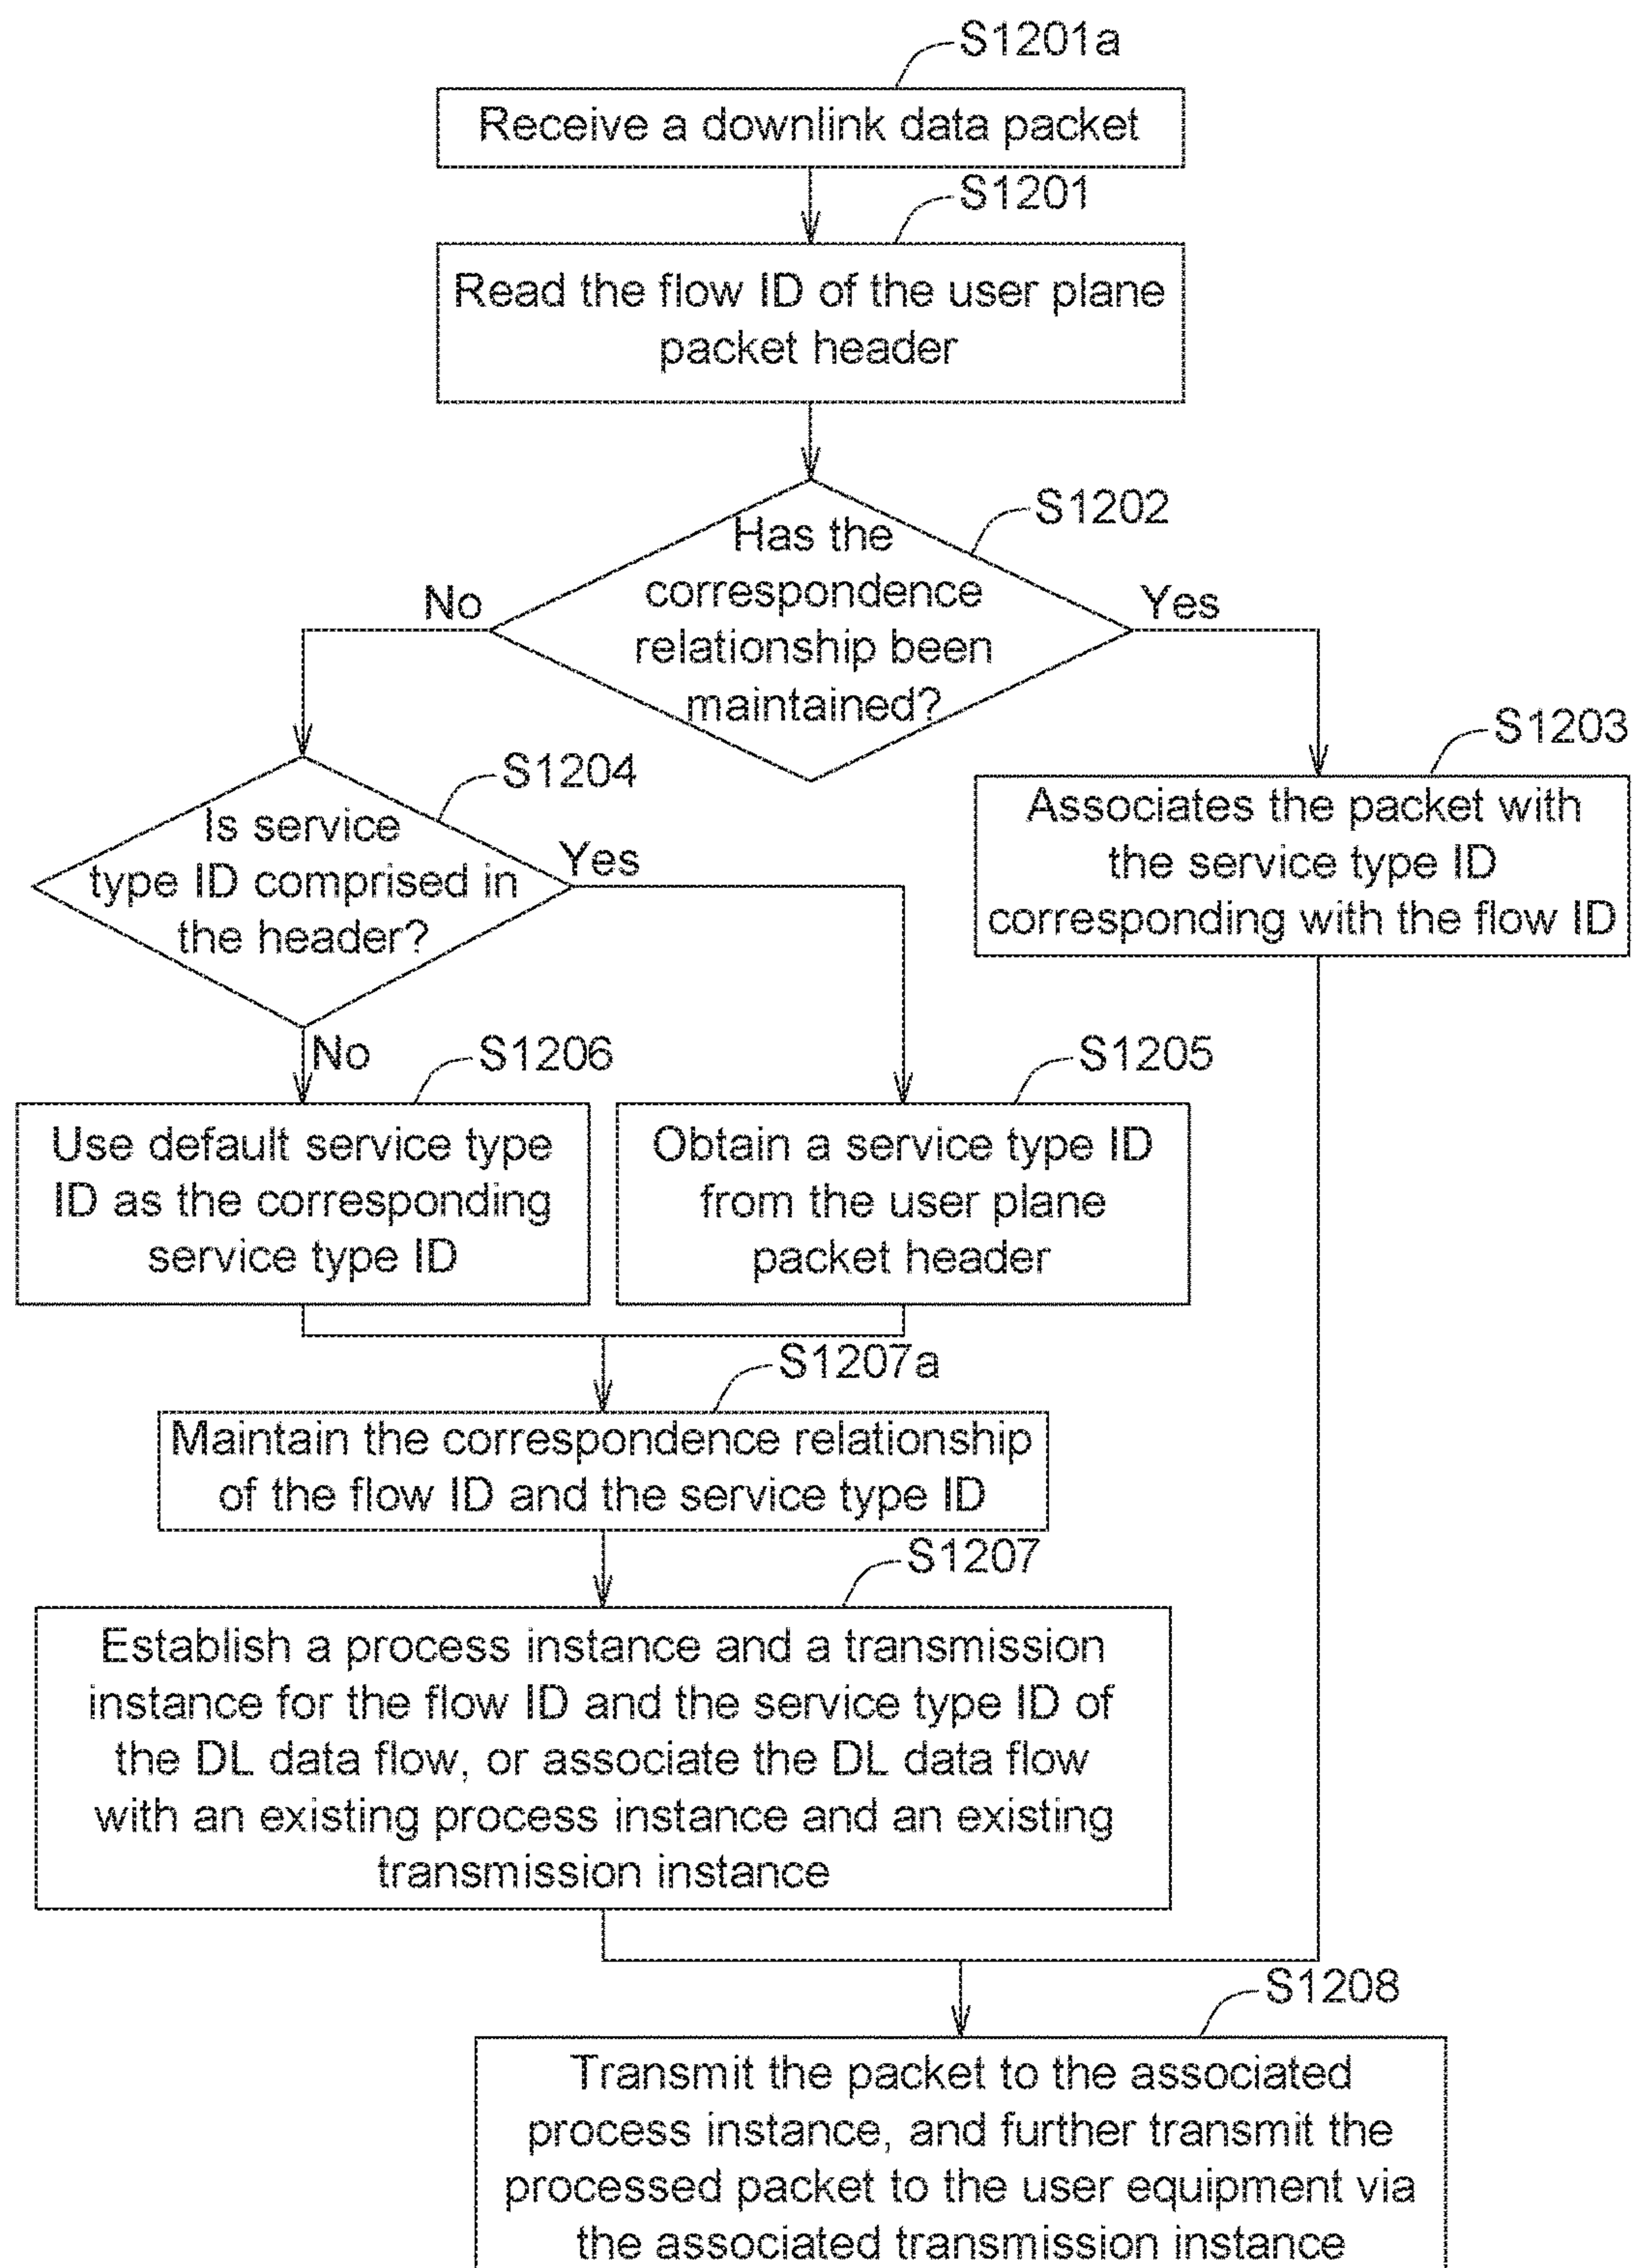 S1201a
Receive a downlink data packet
S1201
Read the flow ID of the user plane
packet header
S1202
Has the
correspondence
relationship been
maintained?
No
Yes
S1203
Associates the packet with
the service type ID
corresponding with the flow ID
S1204
Is service
type ID comprised in
the header?
Yes
No
S1206
Use default service type
ID as the corresponding
service type ID
S1205
Obtain a service type ID
from the user plane
packet header
S1207a
Maintain the correspondence relationship
of the flow ID and the service type ID
S1207
Establish a process instance and a transmission
instance for the flow ID and the service type ID of
the DL data flow, or associate the DL data flow
with an existing process instance and an existing
transmission instance
S1208
Transmit the packet to the associated
process instance, and further transmit the
processed packet to the user equipment via
the associated transmission instance